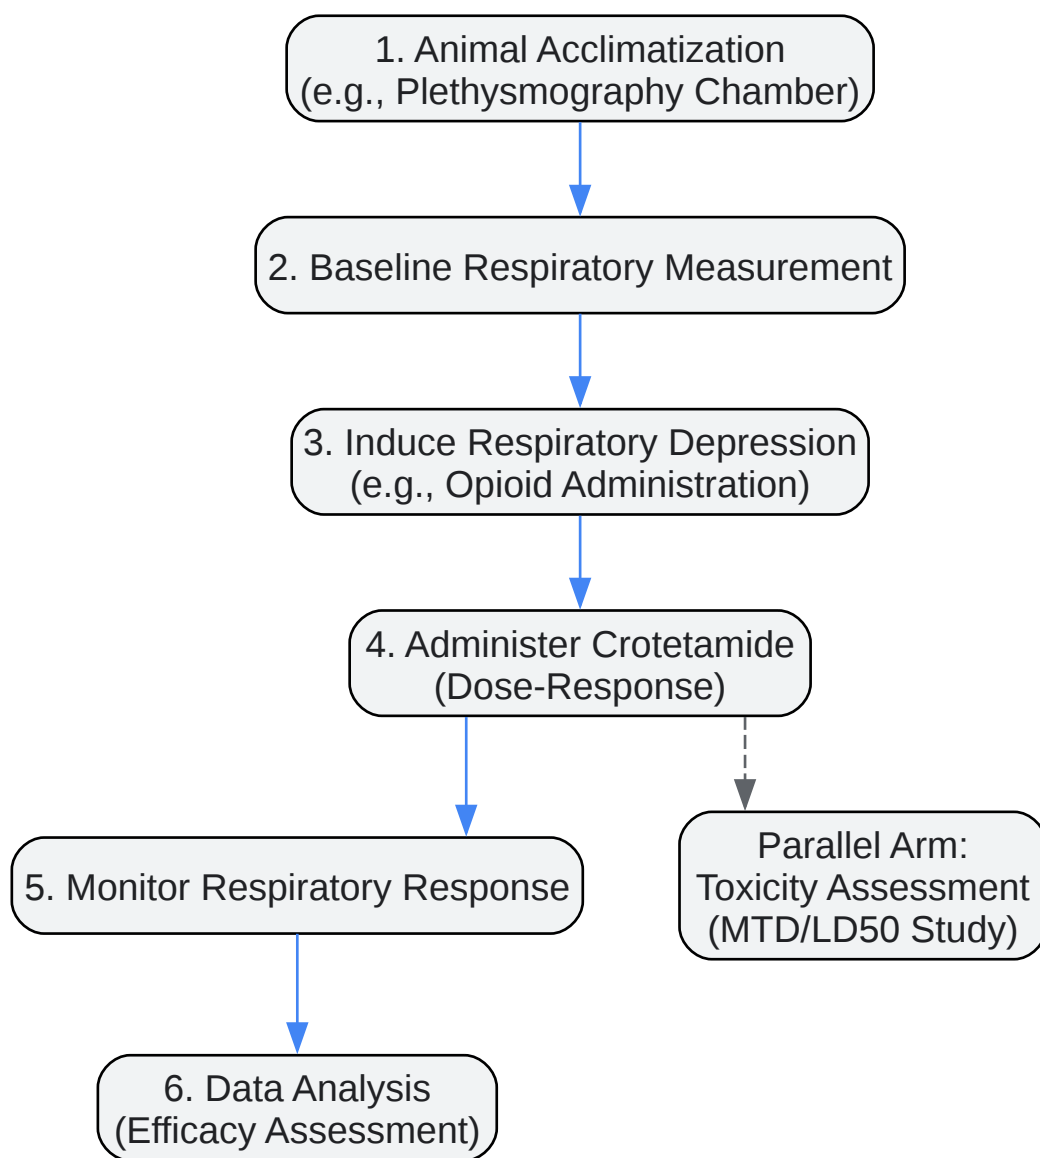 1. Animal Acclimatization
(e.g., Plethysmography Chamber)
2. Baseline Respiratory Measurement
3. Induce Respiratory Depression
(e.g., Opioid Administration)
4. Administer Crotetamide
(Dose-Response)
5. Monitor Respiratory Response
Parallel Arm:
Toxicity Assessment
(MTD/LD50 Study)
6. Data Analysis
(Efficacy Assessment)